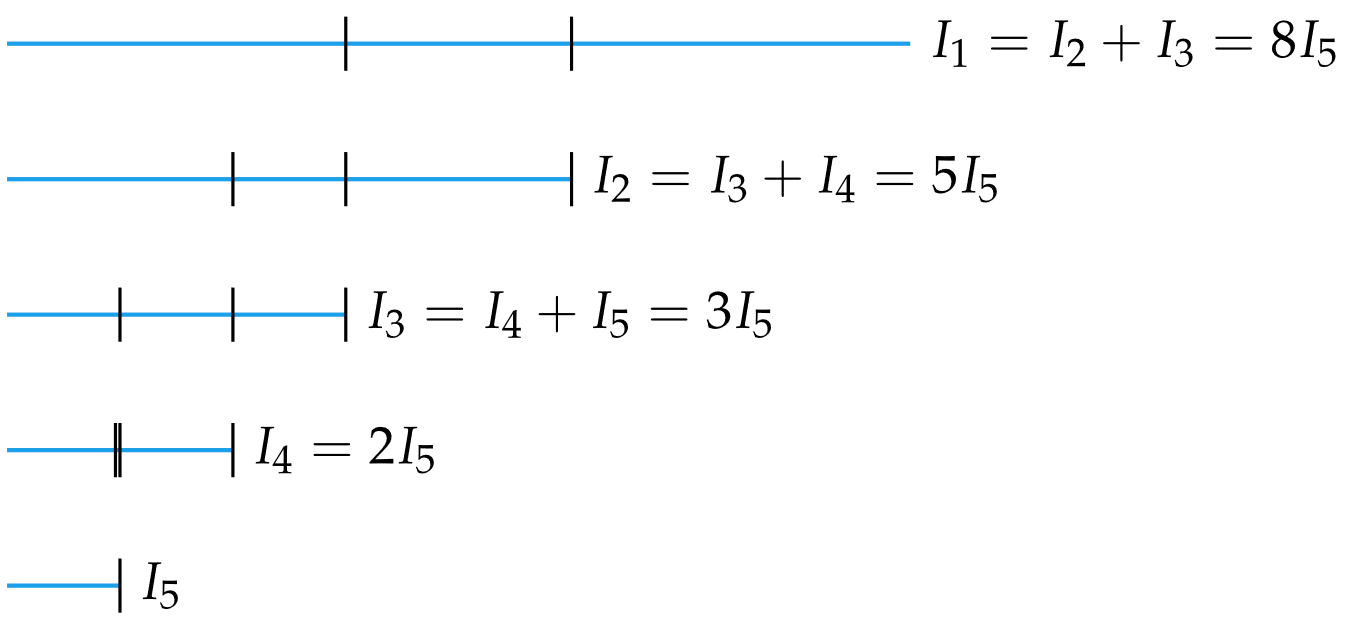 I₁ = I₂ + I₃ = 8I₅
I₂ = I₃ + I₄ = 5I₅
I₃ = I₄ + I₅ = 3I₅
I₄ = 2I₅
I₅